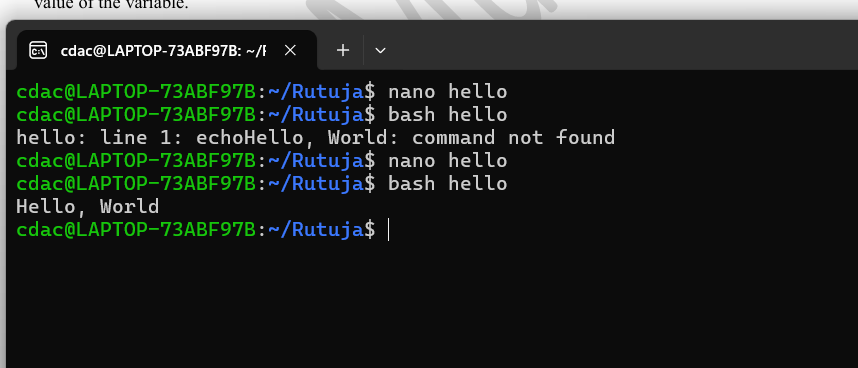 value of the variable.
cdac@LAPTOP-73ABF97B: ~/F
cdac@LAPTOP-73ABF97B:~/Rutuja$ nano hello
cdac@LAPTOP-73ABF97B:~/Rutuja$ bash hello
hello: line 1: echoHello, World: command not found
cdac@LAPTOP-73ABF97B:~/Rutuja$ nano hello
cdac@LAPTOP-73ABF97B:~/Rutuja$ bash hello
Hello, World
cdac@LAPTOP-73ABF97B:~/Rutuja$